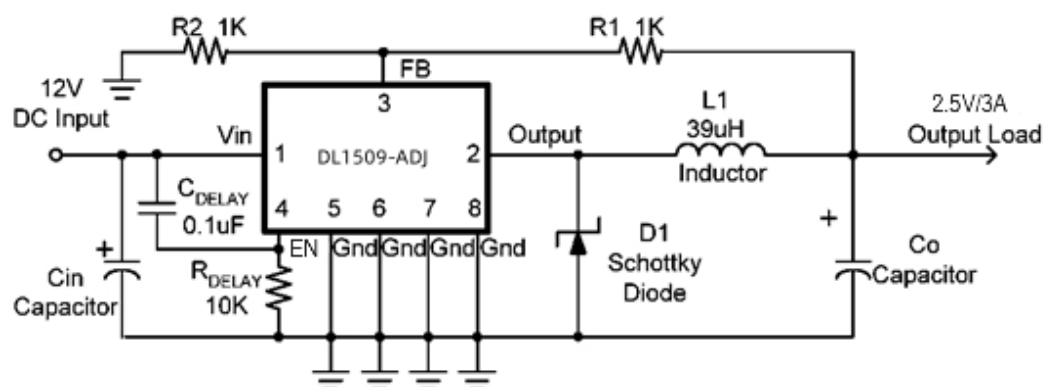 R2 1K
R1 1K
FB
3
12V
DC Input
Vin
1
DL1509-ADJ
2
Output
L1
39uH
Inductor
2.5V/3A
Output Load
CDELAY
0.1uF
4
5
6
7
8
EN
Gnd
Gnd
Gnd
Gnd
+
Cin
Capacitor
RDELAY
10K
D1
Schottky
Diode
+
Co
Capacitor